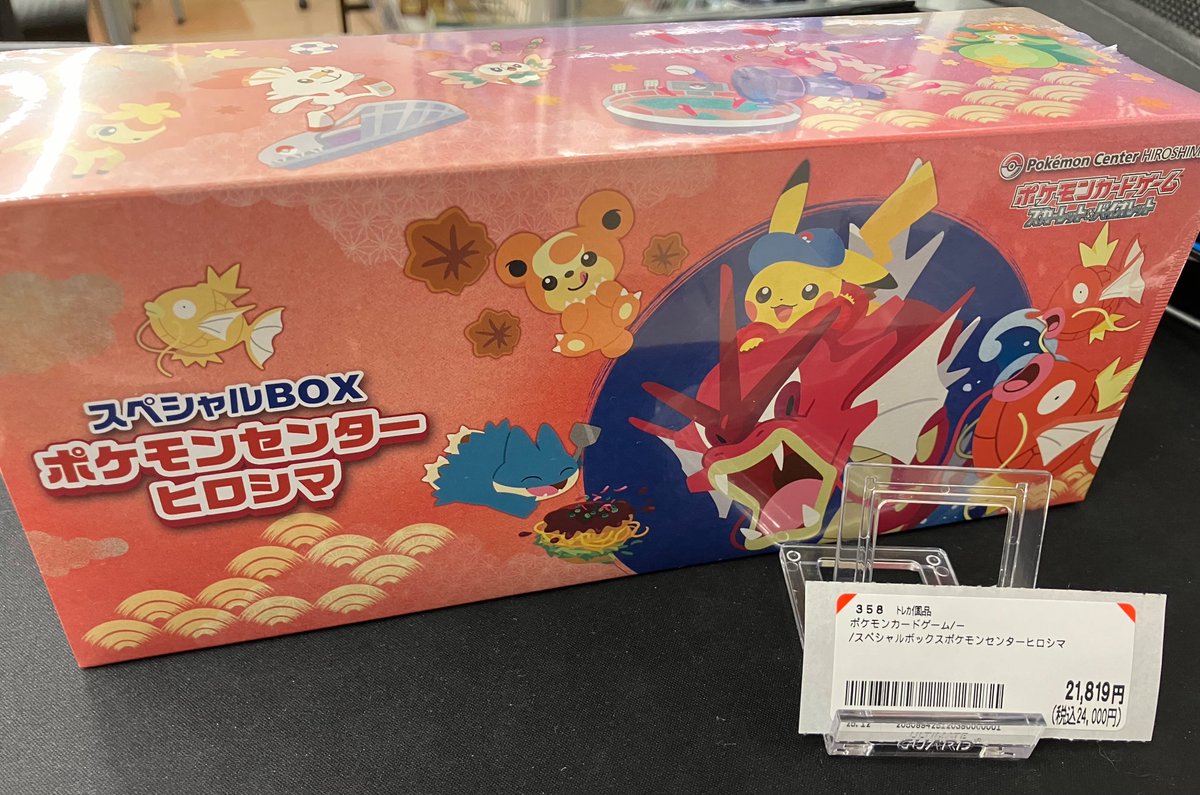 Pokémon Center HIROSHIMA
ポケモンカードゲーム
スカーレット&バイオレット
スペシャルBOX
ポケモンセンター
ヒロシマ
358 ﾄﾚｶ個品
ポケモンカードゲーム/ー
/スペシャルボックスポケモンセンターヒロシマ
21,819円
(税込24,000円)
ULTIMATE
GUARD